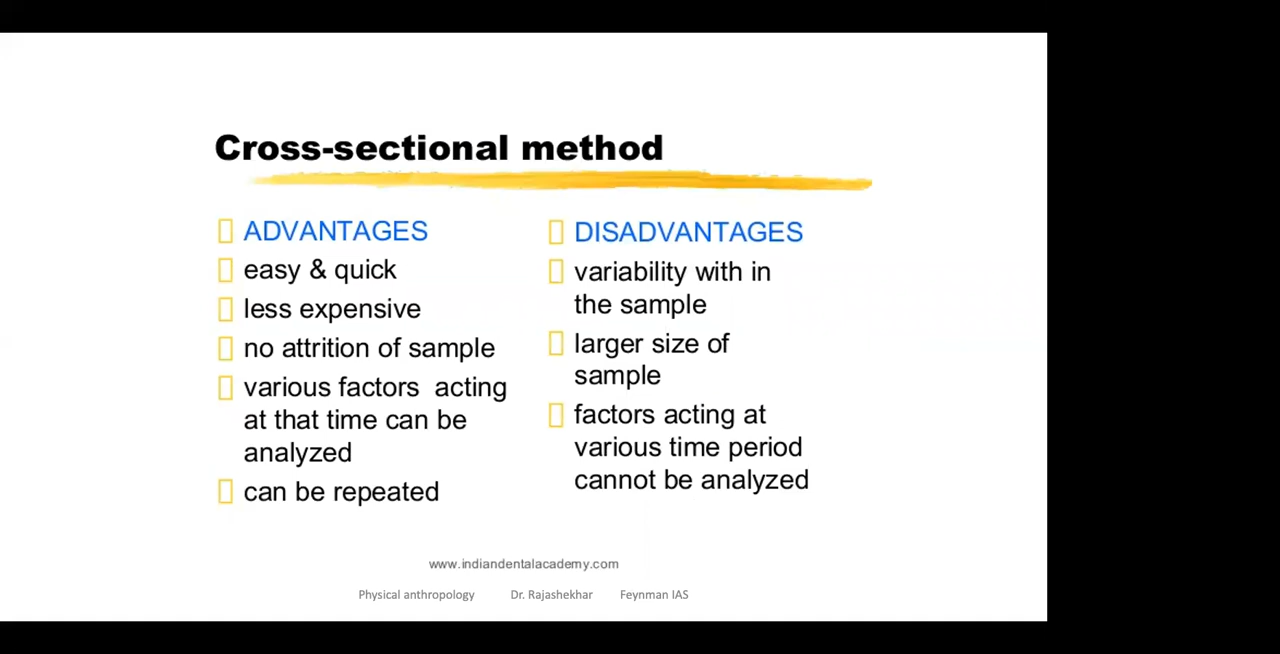 Cross-sectional method
ADVANTAGES
easy & quick
less expensive
no attrition of sample
various factors acting
at that time can be
analyzed
can be repeated
DISADVANTAGES
variability with in
the sample
larger size of
sample
factors acting at
various time period
cannot be analyzed
www.indiandentalacademy.com
Physical anthropology Dr. Rajashekhar Feynman IAS